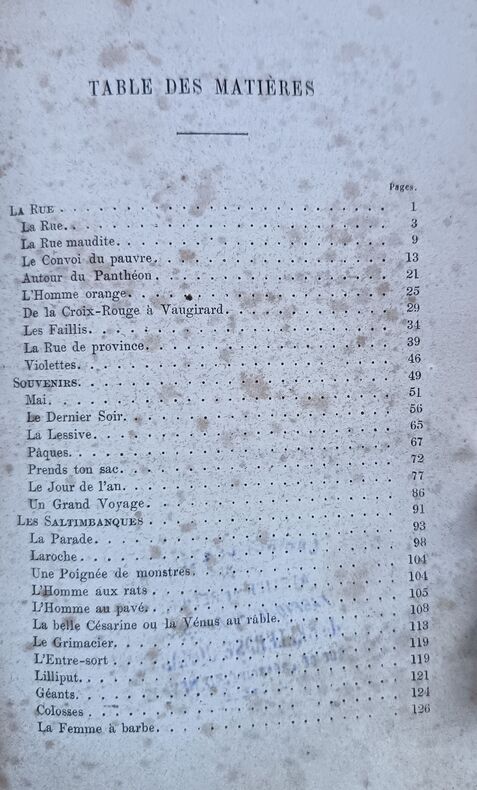 TABLE DES MATIÈRES
Pages.
LA RUE 1
La Rue. 3
La Rue maudite. 9
Le Convoi du pauvre. 13
Autour du Panthéon. 21
L'Homme orange. 25
De la Croix-Rouge à Vaugirard. 29
Les Faillis. 34
La Rue de province. 39
Violettes. 46
SOUVENIRS. 49
Mai. 51
Le Dernier Soir. 56
La Lessive. 65
Pâques. 67
Prends ton sac. 72
Le Jour de l'an. 77
Un Grand Voyage. 86
LES SALTIMBANQUES 91
La Parade. 93
Laroche 98
Une Poignée de monstres. 104
L'Homme aux rats 104
L'Homme au pavé. 105
La belle Césarine ou la Vénus au râble. 108
Le Grimacier 113
L'Entre-sort 119
Lilliput. 119
Géants. 121
Colosses 124
La Femme à barbe. 126